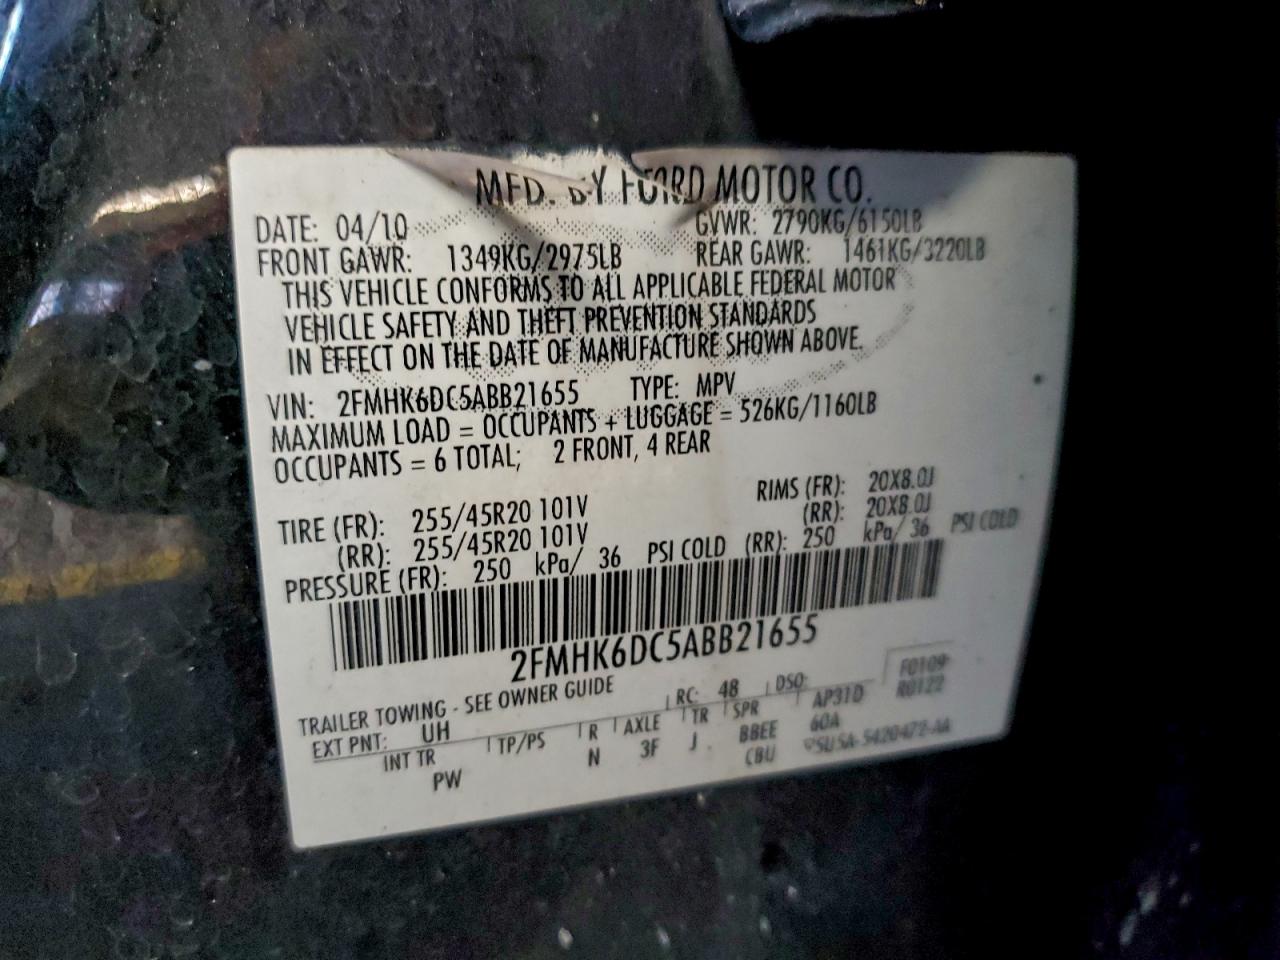 MFD. BY FORD MOTOR CO.
DATE: 04/10 GVWR: 2790KG/6150LB
FRONT GAWR: 1349KG/2975LB REAR GAWR: 1461KG/3220LB
THIS VEHICLE CONFORMS TO ALL APPLICABLE FEDERAL MOTOR
VEHICLE SAFETY AND THEFT PREVENTION STANDARDS
IN EFFECT ON THE DATE OF MANUFACTURE SHOWN ABOVE.
VIN: 2FMHK6DC5ABB21655 TYPE: MPV
MAXIMUM LOAD = OCCUPANTS + LUGGAGE = 526KG/1160LB
OCCUPANTS = 6 TOTAL; 2 FRONT, 4 REAR
TIRE (FR): 255/45R20 101V RIMS (FR): 20X8.0J
(RR): 255/45R20 101V (RR): 20X8.0J
PRESSURE (FR): 250 kPa/ 36 PSI COLD (RR): 250 kPa/ 36 PSI COLD
2FMHK6DC5ABB21655
TRAILER TOWING - SEE OWNER GUIDE
EXT PNT: UH RC: 48 DSO: F0109
R0122
INT TR TP/PS R AXLE TR SPR AP31D
PW N 3F J BBEE 60A
CBU